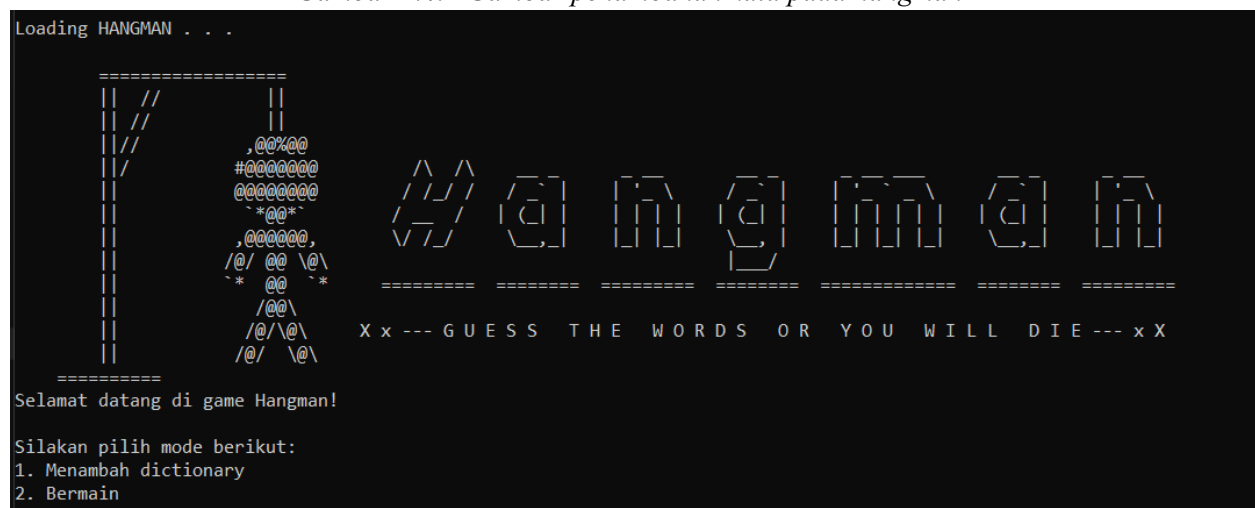 Loading HANGMAN . . .
Hangman
X x --- G U E S S T H E W O R D S O R Y O U W I L L D I E --- x X
Selamat datang di game Hangman!
Silakan pilih mode berikut:
1. Menambah dictionary
2. Bermain